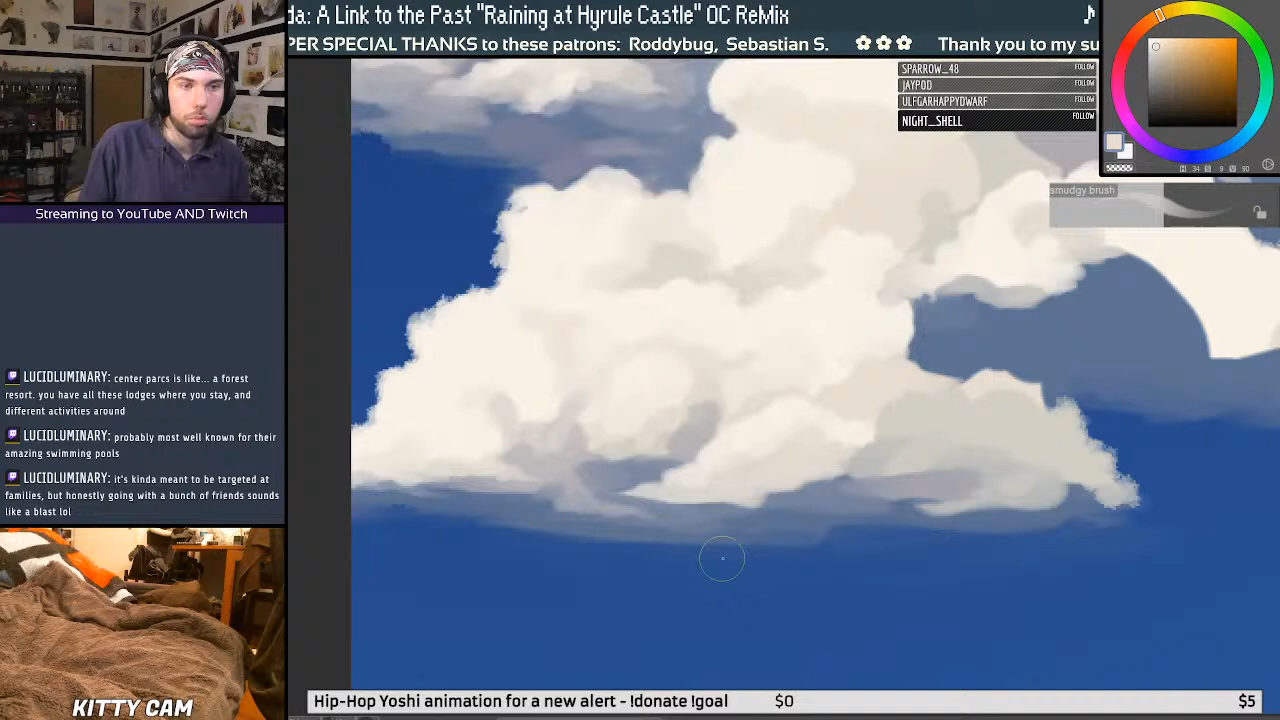 da: A Link to the Past "Raining at Hyrule Castle" OC ReMix
PER SPECIAL THANKS to these patrons: Roddybug, Sebastian S. ✿ ✿ ✿ Thank you to my su
SPARROW_48 FOLLOW
JAYPOD FOLLOW
ULFGARHAPPYDWARF FOLLOW
NIGHT_SHELL FOLLOW
H 34 S 9 V 90
smudgy brush
Streaming to YouTube AND Twitch
LUCIDLUMINARY: center parcs is like... a forest
resort. you have all these lodges where you stay, and
different activities around
LUCIDLUMINARY: probably most well known for their
amazing swimming pools
LUCIDLUMINARY: it's kinda meant to be targeted at
families, but honestly going with a bunch of friends sounds
like a blast lol
KITTY CAM
Hip-Hop Yoshi animation for a new alert - !donate !goal $0 $5